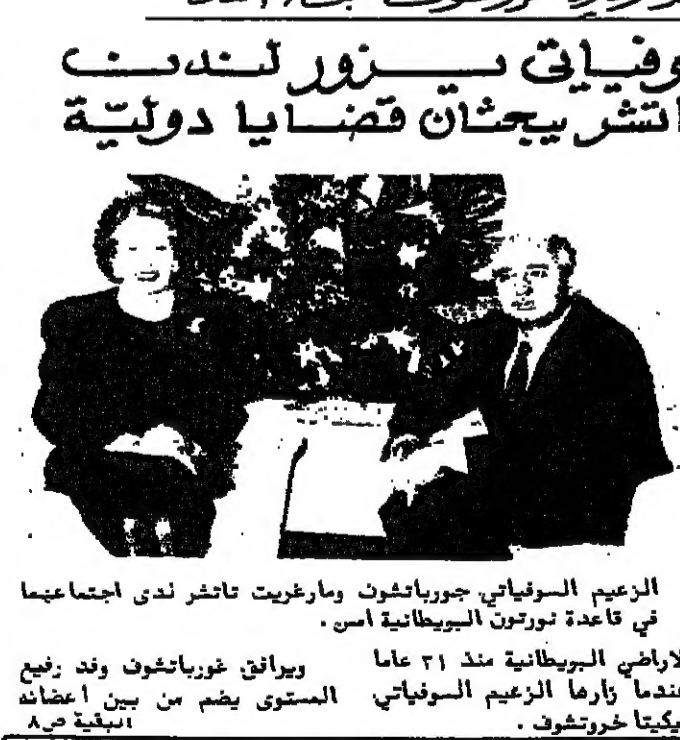 وفياتي يزور لندن
اتشر يبحثان قضايا دوليّة
الزعيم السوفياتي جورباتشوف ومارغريت تاتشر لدى اجتماعهما
في قاعدة نورتون البريطانية امس .
لاراضي البريطانية منذ ٣١ عاما
عندما زارها الزعيم السوفياتي
يكيتا خروتشوف .
ويرافق غورباتشوف وفد رفيع
المستوى يضم من بين اعضائه
البقية ص٨